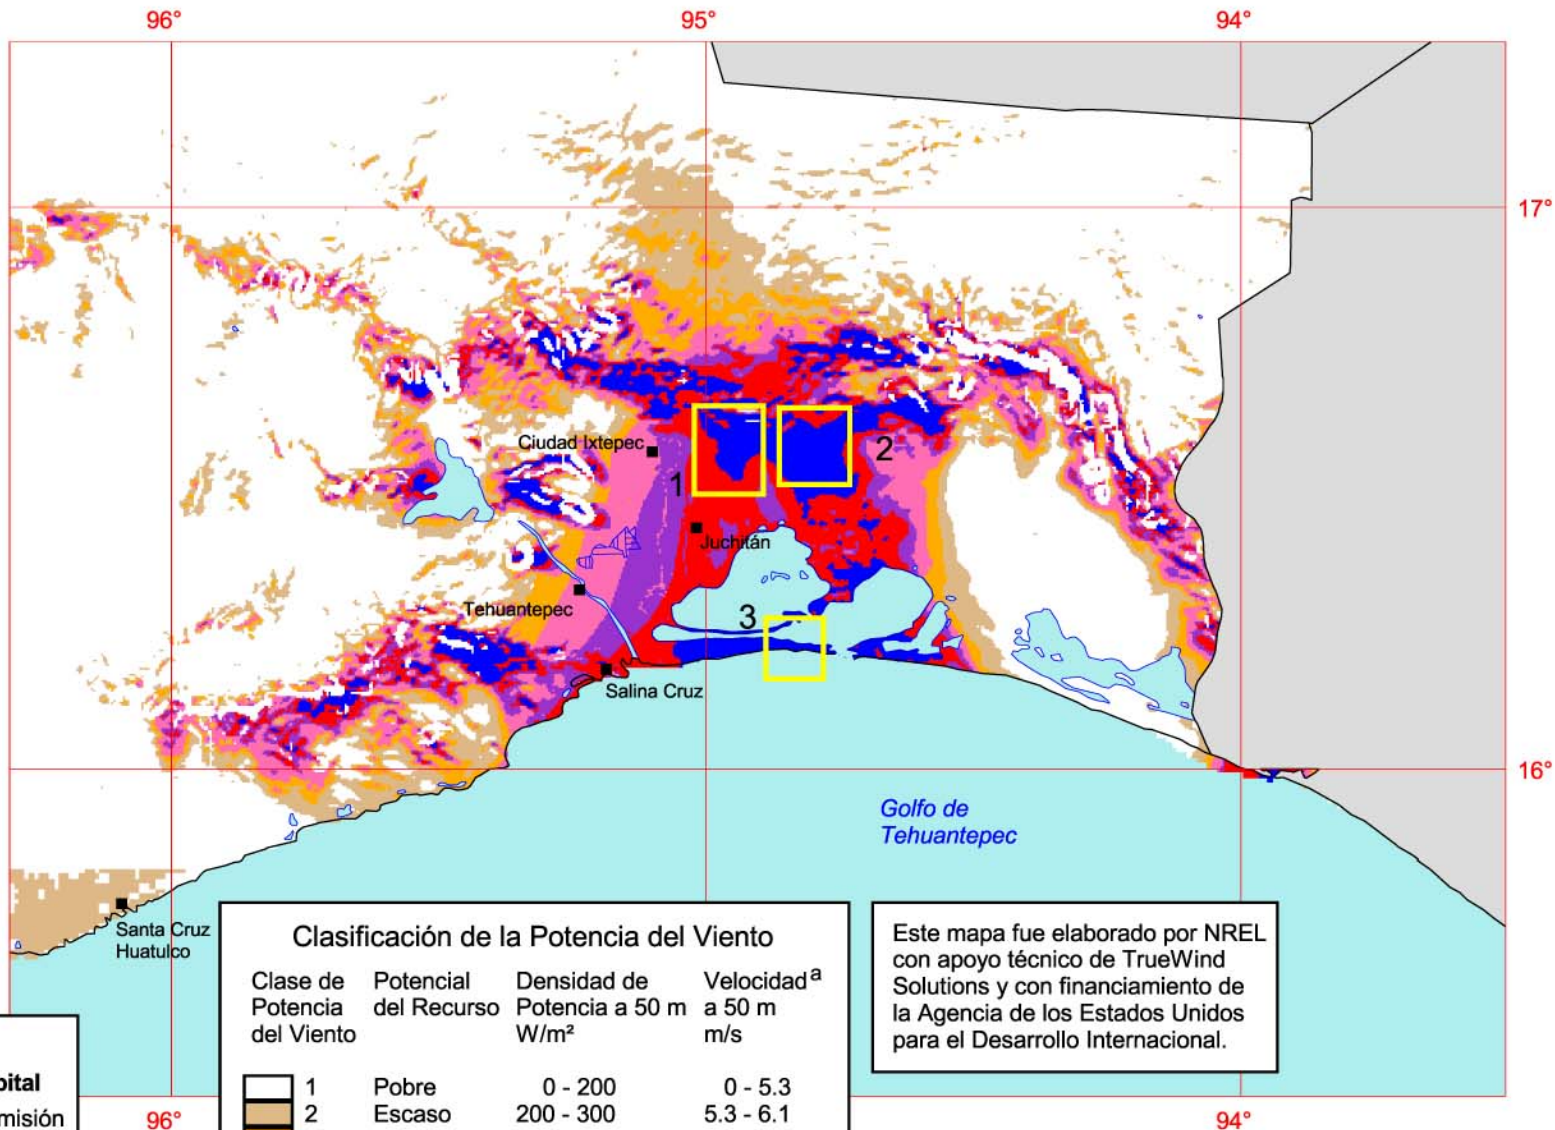 96°
95°
94°
17°
Ciudad Ixtepec
1
2
Juchitán
Tehuantepec
3
Salina Cruz
16°
Golfo de
Tehuantepec
Santa Cruz
Huatulco
Clasificación de la Potencia del Viento
Clase de Potencial Densidad de Velocidad a
Potencia del Recurso Potencia a 50 m a 50 m
del Viento W/m² m/s
1 Pobre 0 - 200 0 - 5.3
2 Escaso 200 - 300 5.3 - 6.1
Este mapa fue elaborado por NREL
con apoyo técnico de TrueWind
Solutions y con financiamiento de
la Agencia de los Estados Unidos
para el Desarrollo Internacional.
96°
94°